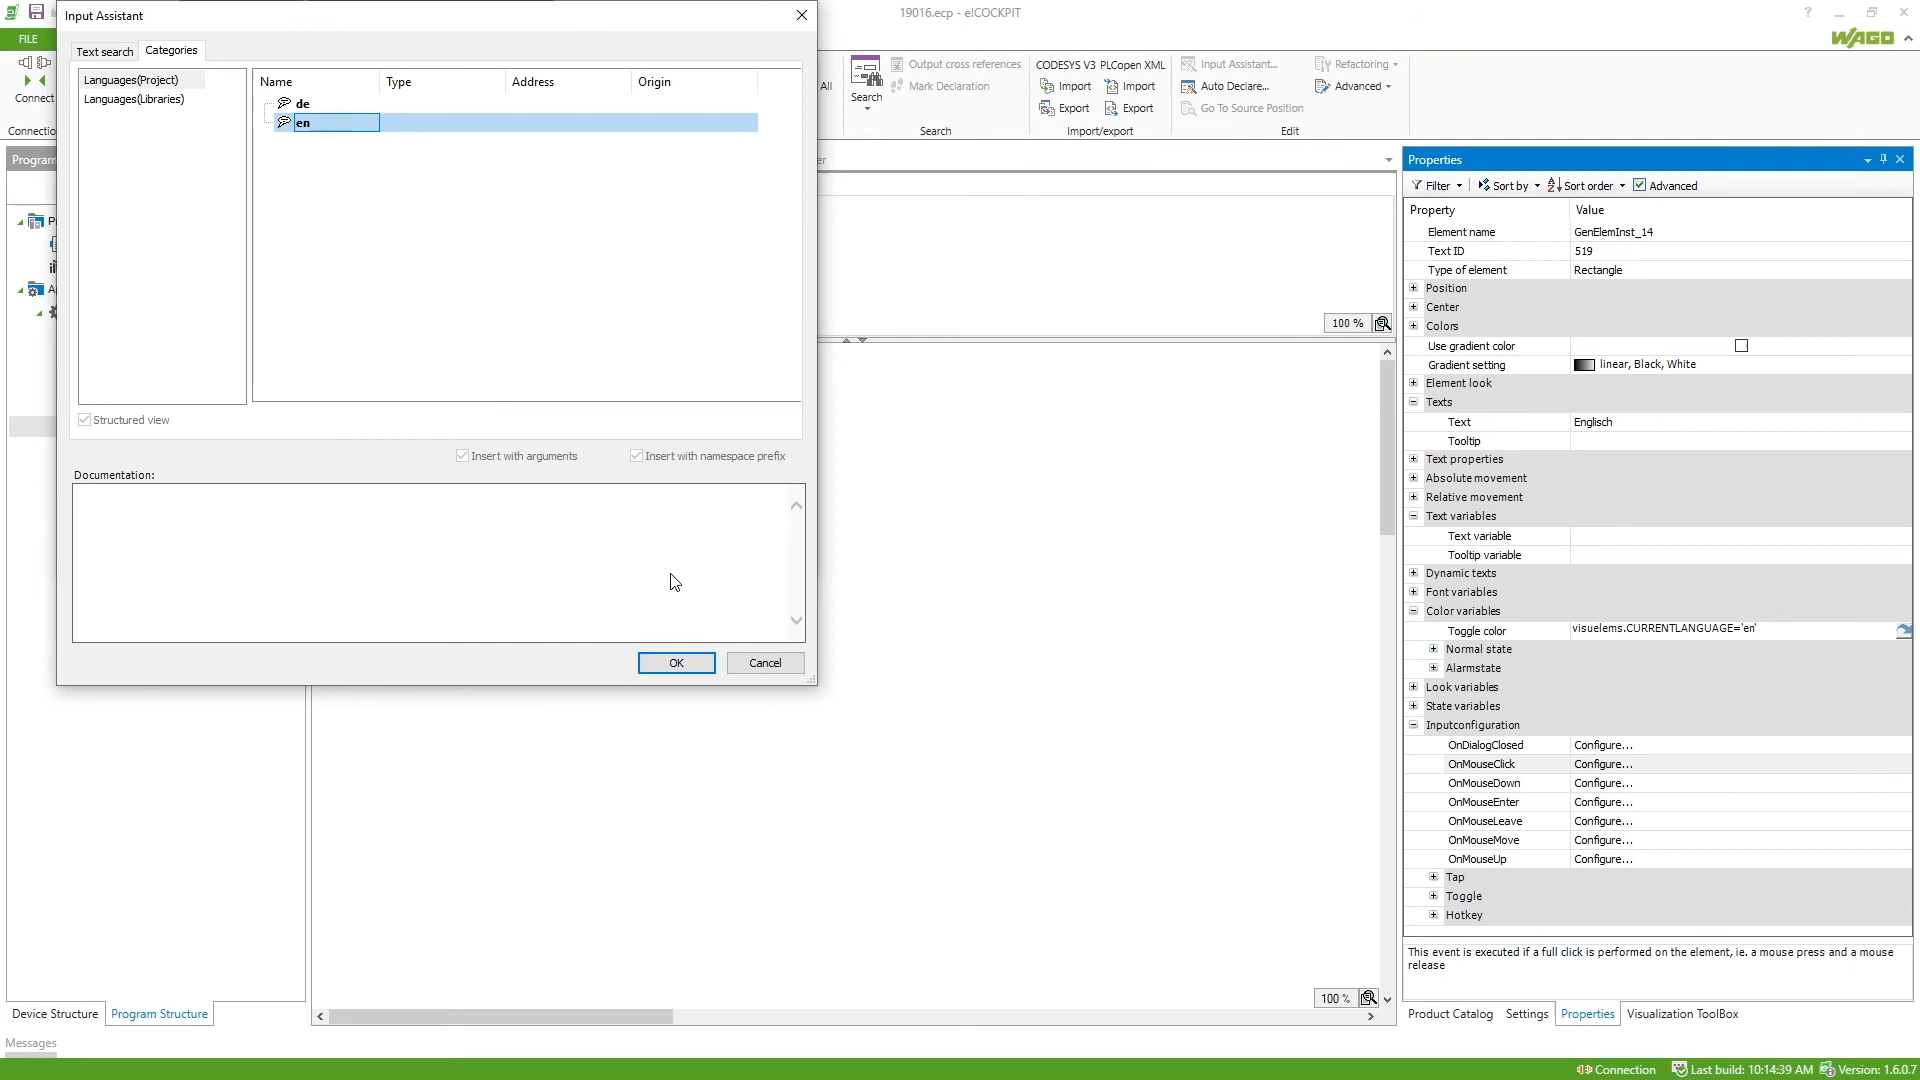 19016.ecp - e!COCKPIT
?
Input Assistant
FILE
WAGO
Text search
Categories
Connect
Connectio
All
Search
Output cross references
Mark Declaration
Search
CODESYS V3
PLCopen XML
Import
Import
Export
Export
Import/export
Input Assistant...
Auto Declare...
Go To Source Position
Refactoring
Advanced
Edit
Languages(Project)
Languages(Libraries)
Name
Type
Address
Origin
de
en
Structured view
Insert with arguments
Insert with namespace prefix
Documentation:
OK
Cancel
Program
P
A
er
100 %
100 %
Properties
Filter
Sort by
Sort order
Advanced
Property
Value
Element name
GenElemInst_14
Text ID
519
Type of element
Rectangle
Position
Center
Colors
Use gradient color
Gradient setting
linear, Black, White
Element look
Texts
Text
Englisch
Tooltip
Text properties
Absolute movement
Relative movement
Text variables
Text variable
Tooltip variable
Dynamic texts
Font variables
Color variables
Toggle color
visuelems.CURRENTLANGUAGE='en'
Normal state
Alarmstate
Look variables
State variables
Inputconfiguration
OnDialogClosed
Configure...
OnMouseClick
Configure...
OnMouseDown
Configure...
OnMouseEnter
Configure...
OnMouseLeave
Configure...
OnMouseMove
Configure...
OnMouseUp
Configure...
Tap
Toggle
Hotkey
This event is executed if a full click is performed on the element, ie. a mouse press and a mouse
release
Device Structure
Program Structure
Product Catalog
Settings
Properties
Visualization ToolBox
Messages
Connection
Last build: 10:14:39 AM
Version: 1.6.0.7